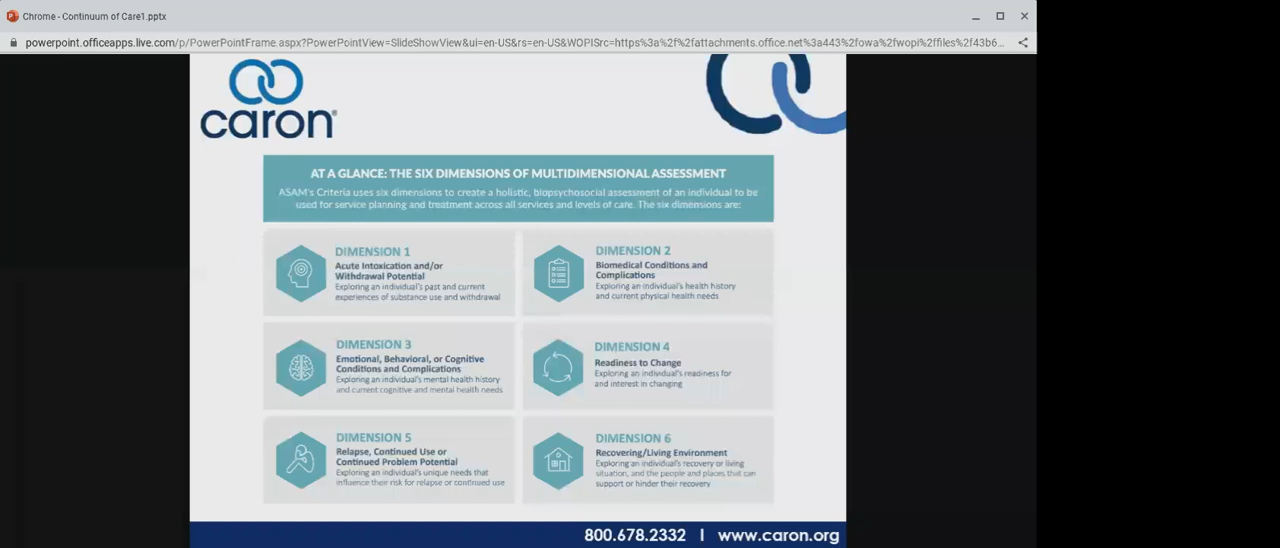 Chrome - Continuum of Care1.pptx
powerpoint.officeapps.live.com/p/PowerPointFrame.aspx?PowerPointView=SlideShowView&ui=en-US&rs=en-US&WOPISrc=https%3a%2f%2fattachments.office.net%3a443%2fowa%2fwopi%2ffiles%2f43b6...
caron®
AT A GLANCE: THE SIX DIMENSIONS OF MULTIDIMENSIONAL ASSESSMENT
ASAM's Criteria uses six dimensions to create a holistic, biopsychosocial assessment of an individual to be
used for service planning and treatment across all services and levels of care. The six dimensions are:
DIMENSION 1
Acute Intoxication and/or
Withdrawal Potential
Exploring an individual's past and current
experiences of substance use and withdrawal
DIMENSION 2
Biomedical Conditions and
Complications
Exploring an individual's health history
and current physical health needs
DIMENSION 3
Emotional, Behavioral, or Cognitive
Conditions and Complications
Exploring an individual's mental health history
and current cognitive and mental health needs
DIMENSION 4
Readiness to Change
Exploring an individual's readiness for
and interest in changing
DIMENSION 5
Relapse, Continued Use or
Continued Problem Potential
Exploring an individual's unique needs that
influence their risk for relapse or continued use
DIMENSION 6
Recovering/Living Environment
Exploring an individual's recovery or living
situation, and the people and places that can
support or hinder their recovery
800.678.2332 | www.caron.org